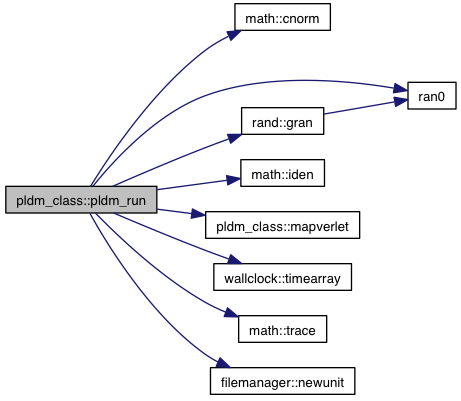 math::cnorm
ran0
rand::gran
math::iden
pldm_class::pldm_run
pldm_class::mapverlet
wallclock::timearray
math::trace
filemanager::newunit